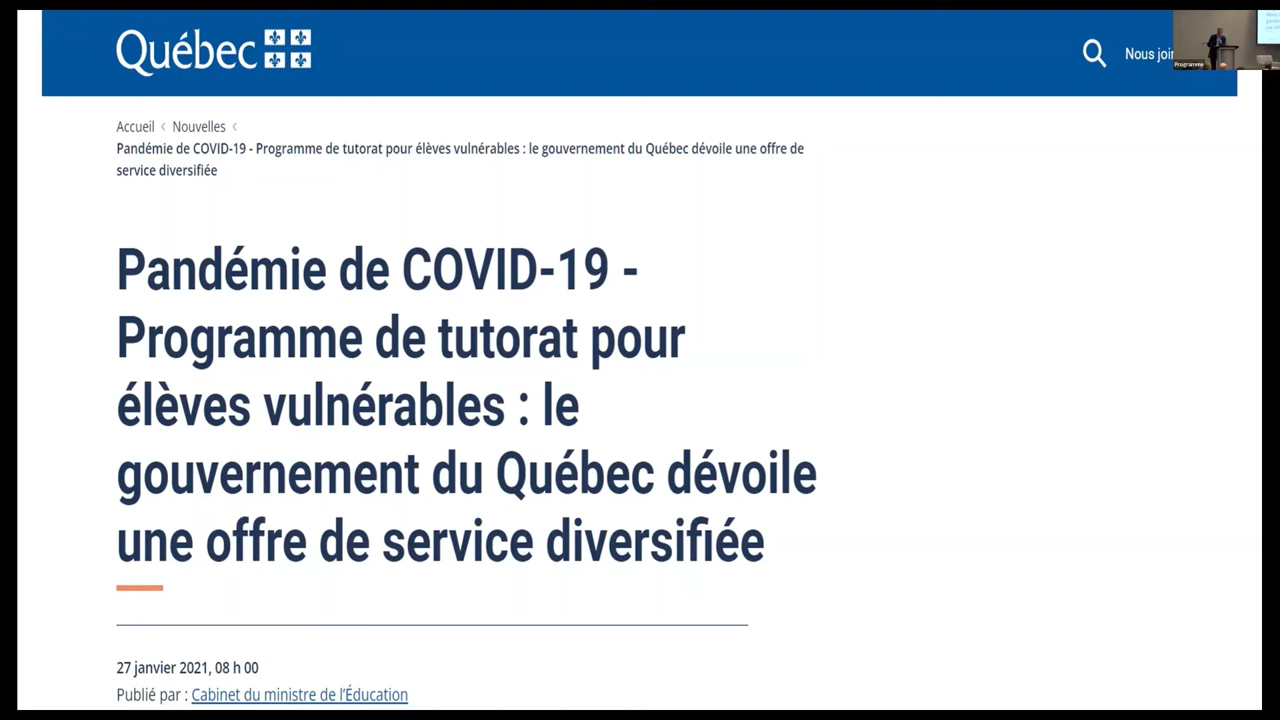 Québec
Nous joi
Programme
Accueil
Nouvelles
Pandémie de COVID-19 - Programme de tutorat pour élèves vulnérables : le gouvernement du Québec dévoile une offre de
service diversifiée
Pandémie de COVID-19 -
Programme de tutorat pour
élèves vulnérables : le
gouvernement du Québec dévoile
une offre de service diversifiée
27 janvier 2021, 08 h 00
Publié par : Cabinet du ministre de l'Éducation